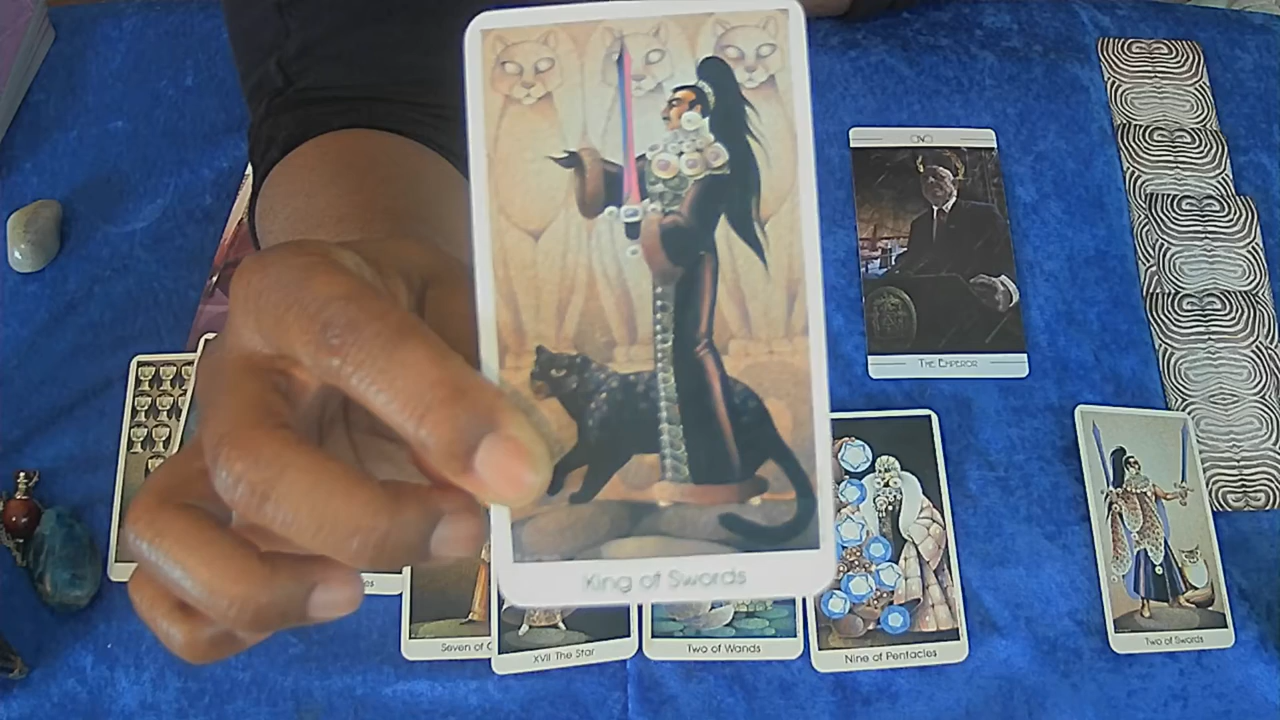 King of Swords
The Emperor
Seven of
XVII The Star
Two of Wands
Nine of Pentacles
Two of Swords